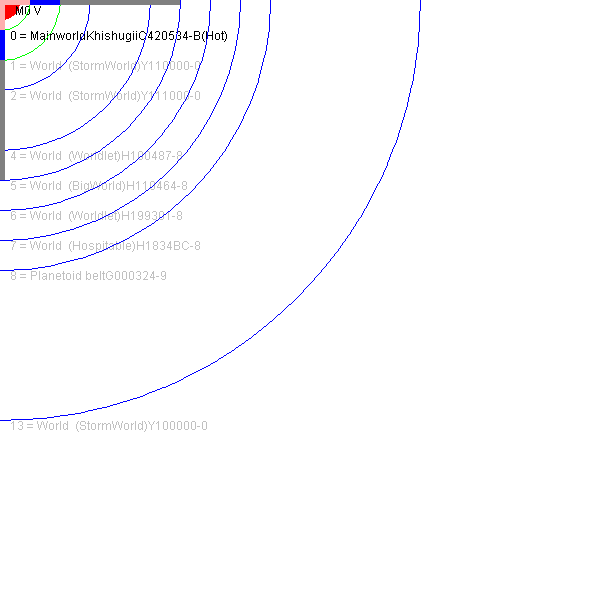 M0 V
0 = MainworldKhishugiiC420534-B(Hot)
1 = World (StormWorld)Y110000-0
2 = World (StormWorld)Y111006-0
4 = World (Worldlet)H100487-8
5 = World (BigWorld)H110464-8
6 = World (Worldlet)H199301-8
7 = World (Hospitable)H1834BC-8
8 = Planetoid beltG000324-9
13 = World (StormWorld)Y100000-0